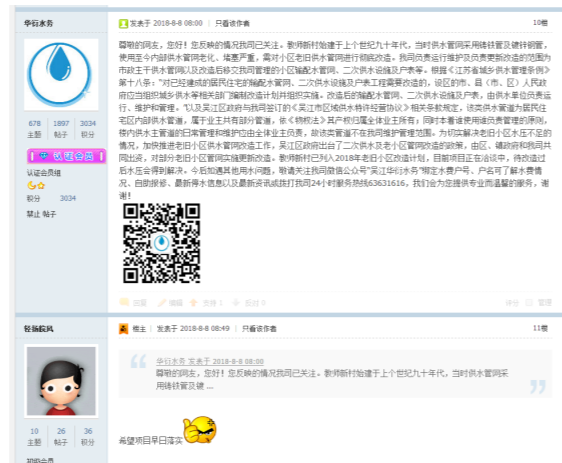 华衍水务
发表于 2018-8-8 08:00 | 只看该作者
10楼
尊敬的网友，您好！您反映的情况我司已关注。教师新村始建于上个世纪九十年代，当时供水管网采用铸铁管及镀锌钢管，
使用至今内部供水管网老化、堵塞严重，需对小区老旧供水管网进行彻底改造。我司负责运行维护及负责更新改造的范围为
市政主干供水管网以及改造后移交我司管理的小区输配水管网、二次供水设施及户表等。根据《江苏省城乡供水管理条例》
第十八条："对已经建成的居民住宅的输配水管网、二次供水设施及户表工程需要改造的，设区的市、县（市、区）人民政
府应当组织城乡供水等相关部门编制改造计划并组织实施。改造后的输配水管网、二次供水设施及户表，由供水单位负责运
行、维护和管理。"以及吴江区政府与我司签订的《吴江市区域供水特许经营协议》相关条款规定，该类供水管道为居民住
宅区内部供水管道，属于业主共有部分管道，依《物权法》其产权归属全体业主所有；同时本着谁使用谁负责管理的原则，
楼内供水主管道的日常管理和维护应由全体业主负责，故该类管道不在我司维护管理范围。为切实解决老旧小区水压不足的
情况，加快推进老旧小区供水管网改造工作，吴江区政府出台了二次供水及老小区管网改造的政策，由区、镇政府和我司共
同出资，对部分老旧小区管网实施更新改造。教师新村已列入2018年老旧小区改造计划，目前项目正在洽谈中，待改造过
后水压会得到解决。今后如遇其他用水问题，敬请关注我司微信公众号"吴江华衍水务"绑定水费户号、户名可了解水费情
况、自助报修、最新停水信息以及最新资讯或拨打我司24小时服务热线63631616，我们会为您提供专业而温馨的服务，谢
谢！
678 1897 3034
主题 帖子 积分
认证会员
认证会员组
积分 3034
禁止 帖子
回复 编辑 支持 1 反对 0
评分 管理
轻扬皖风
楼主 | 发表于 2018-8-8 08:49 | 只看该作者
11楼
华衍水务 发表于 2018-8-8 08:00
尊敬的网友，您好！您反映的情况我司已关注。教师新村始建于上个世纪九十年代，当时供水管网采
用铸铁管及镀 ...
希望项目早日落实
10 26 36
主题 帖子 积分
初级会员